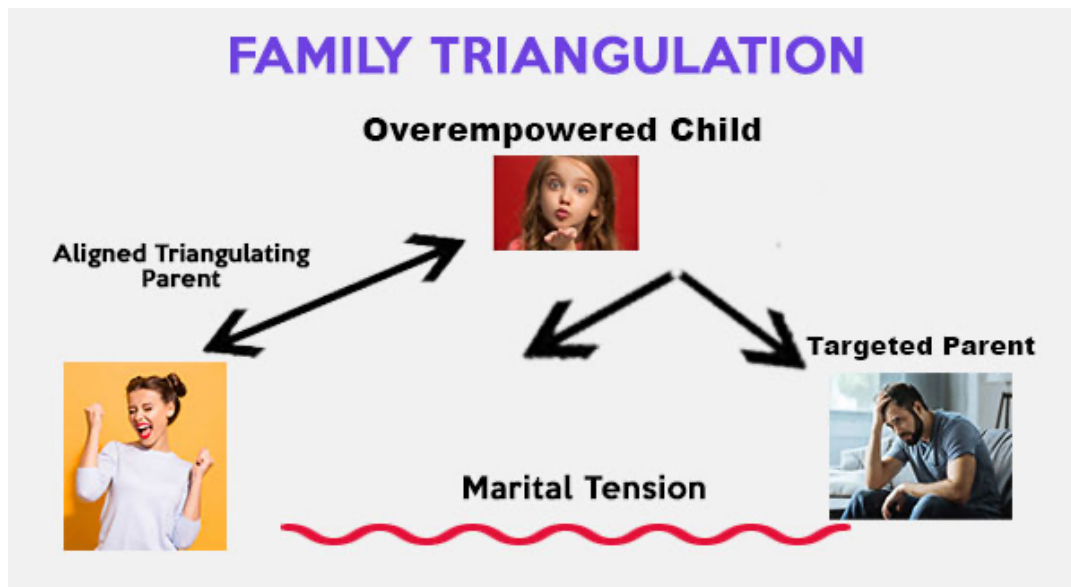 FAMILY TRIANGULATION
Overempowered Child
Aligned Triangulating
Parent
Targeted Parent
Marital Tension